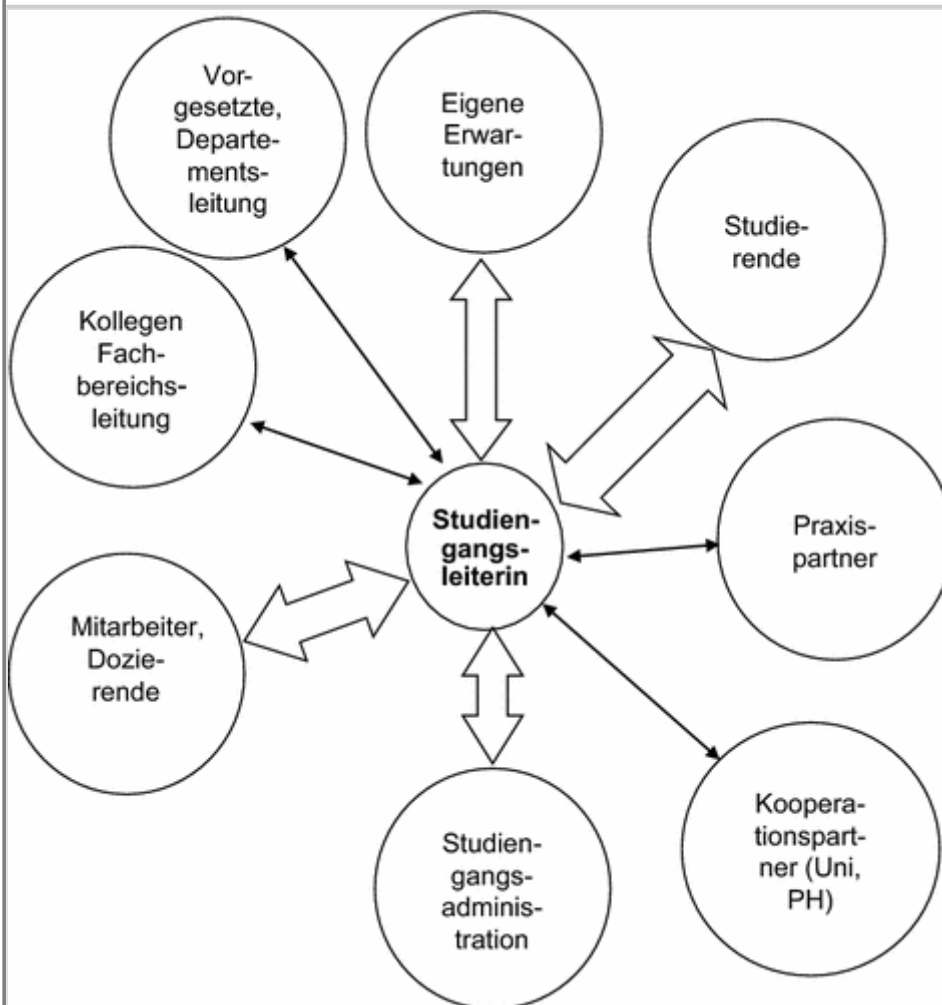 Vor-
gesetzte,
Departe-
ments-
leitung
Eigene
Erwar-
tungen
Studie-
rende
Kollegen
Fach-
bereichs-
leitung
Studien-
gangs-
leiterin
Praxis-
partner
Mitarbeiter,
Dozie-
rende
Studien-
gangs-
adminis-
tration
Koopera-
tionspart-
ner (Uni,
PH)